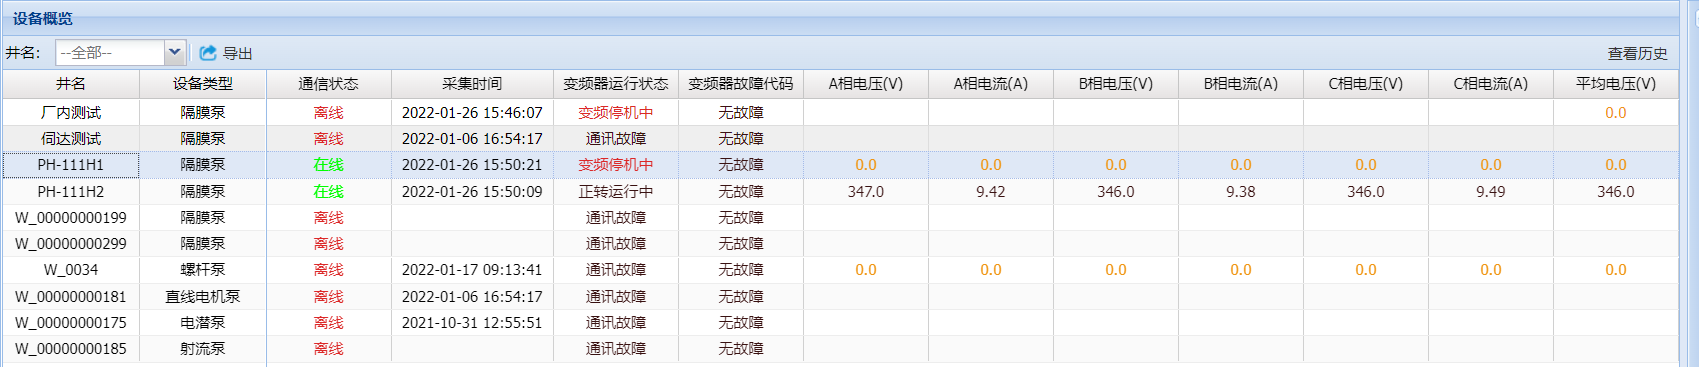 设备概览
井名: --全部-- 导出 查看历史
井名 设备类型 通信状态 采集时间 变频器运行状态 变频器故障代码 A相电压(V) A相电流(A) B相电压(V) B相电流(A) C相电压(V) C相电流(A) 平均电压(V)
厂内测试 隔膜泵 离线 2022-01-26 15:46:07 变频停机中 无故障 0.0
伺达测试 隔膜泵 离线 2022-01-06 16:54:17 通讯故障 无故障
PH-111H1 隔膜泵 在线 2022-01-26 15:50:21 变频停机中 无故障 0.0 0.0 0.0 0.0 0.0 0.0 0.0
PH-111H2 隔膜泵 在线 2022-01-26 15:50:09 正转运行中 无故障 347.0 9.42 346.0 9.38 346.0 9.49 346.0
W_00000000199 隔膜泵 离线 通讯故障 无故障
W_00000000299 隔膜泵 离线 通讯故障 无故障
W_0034 螺杆泵 离线 2022-01-17 09:13:41 通讯故障 无故障 0.0 0.0 0.0 0.0 0.0 0.0 0.0
W_00000000181 直线电机泵 离线 2022-01-06 16:54:17 通讯故障 无故障
W_00000000175 电潜泵 离线 2021-10-31 12:55:51 通讯故障 无故障
W_00000000185 射流泵 离线 通讯故障 无故障